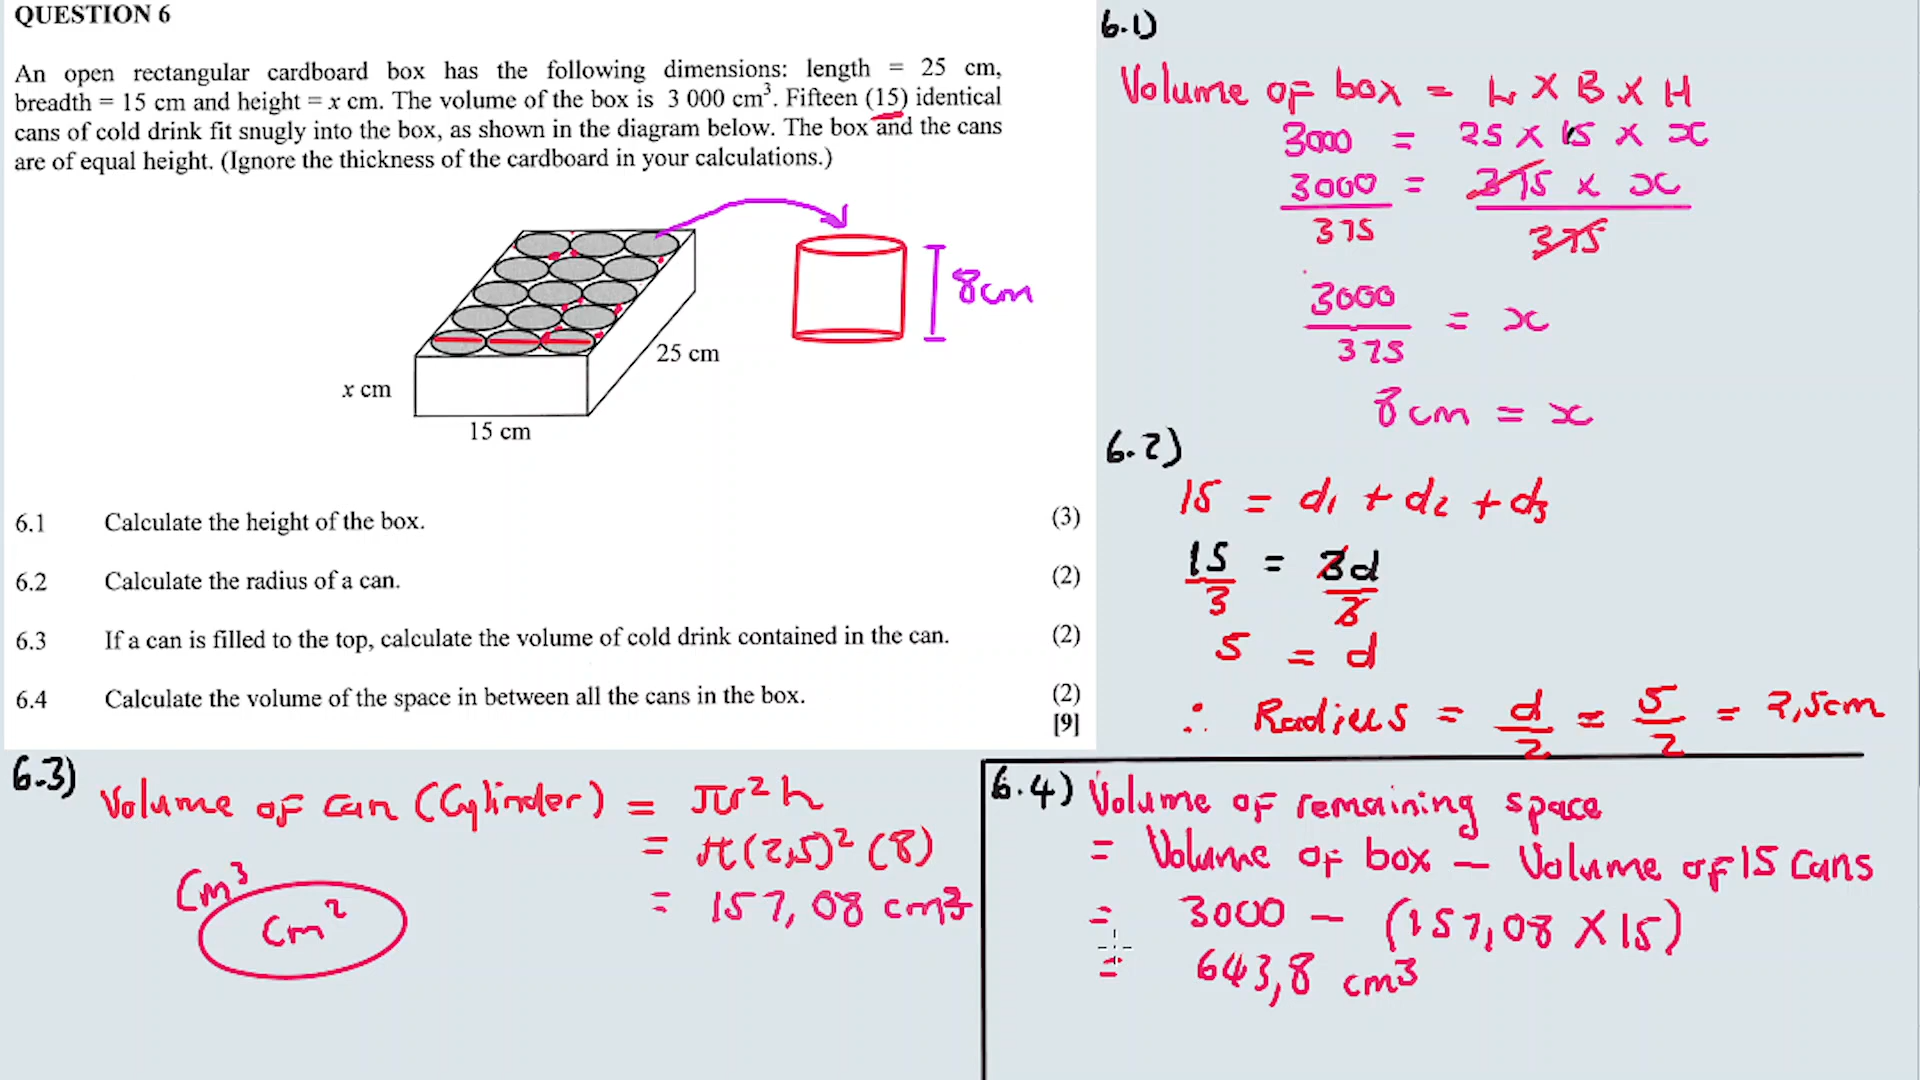 QUESTION 6
An open rectangular cardboard box has the following dimensions: length = 25 cm,
breadth = 15 cm and height = x cm. The volume of the box is 3 000 cm³. Fifteen (15) identical
cans of cold drink fit snugly into the box, as shown in the diagram below. The box and the cans
are of equal height. (Ignore the thickness of the cardboard in your calculations.)
8cm
25 cm
x cm
15 cm
6.1 Calculate the height of the box. (3)
6.2 Calculate the radius of a can. (2)
6.3 If a can is filled to the top, calculate the volume of cold drink contained in the can. (2)
6.4 Calculate the volume of the space in between all the cans in the box. (2)
[9]
6.1)
Volume of box = L X B X H
3000 = 25 X 15 X x
3000 = 375 x x
375 375
3000 = x
375
8cm = x
6.2)
15 = d1 + d2 + d3
15 = 3d
3 3
5 = d
∴ Radius = d = 5 = 2,5cm
2 2
6.3)
Volume of can (Cylinder) = πr²h
= π(2,5)² (8)
= 157,08 cm³
cm³
cm²
6.4) Volume of remaining space
= Volume of box – Volume of 15 cans
= 3000 – (157,08 X 15)
= 643,8 cm³